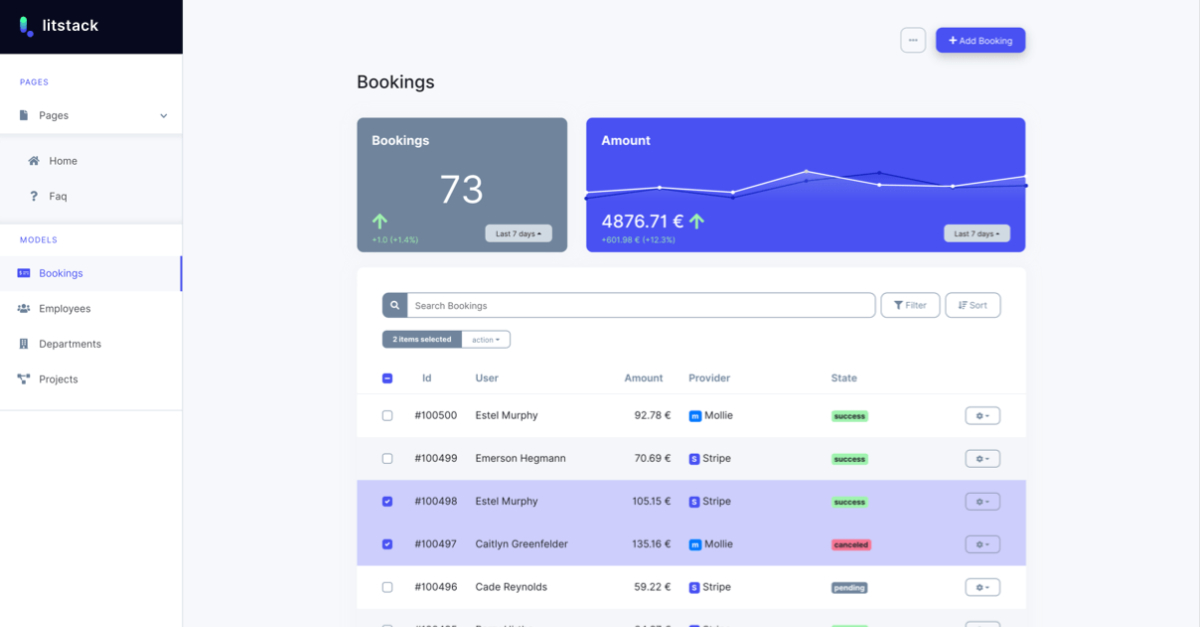 litstack
+ Add Booking
PAGES
Pages
Home
? Faq
MODELS
Bookings
Employees
Departments
Projects
Bookings
Bookings
73
+1.0 (+1.4%)
Last 7 days
Amount
4876.71 €
+601.98 € (+12.3%)
Last 7 days
Search Bookings
Filter
Sort
2 items selected
action
Id User Amount Provider State
#100500 Estel Murphy 92.78 € m Mollie success
#100499 Emerson Hegmann 70.69 € S Stripe success
#100498 Estel Murphy 105.15 € S Stripe success
#100497 Caitlyn Greenfelder 135.16 € m Mollie canceled
#100496 Cade Reynolds 59.22 € S Stripe pending